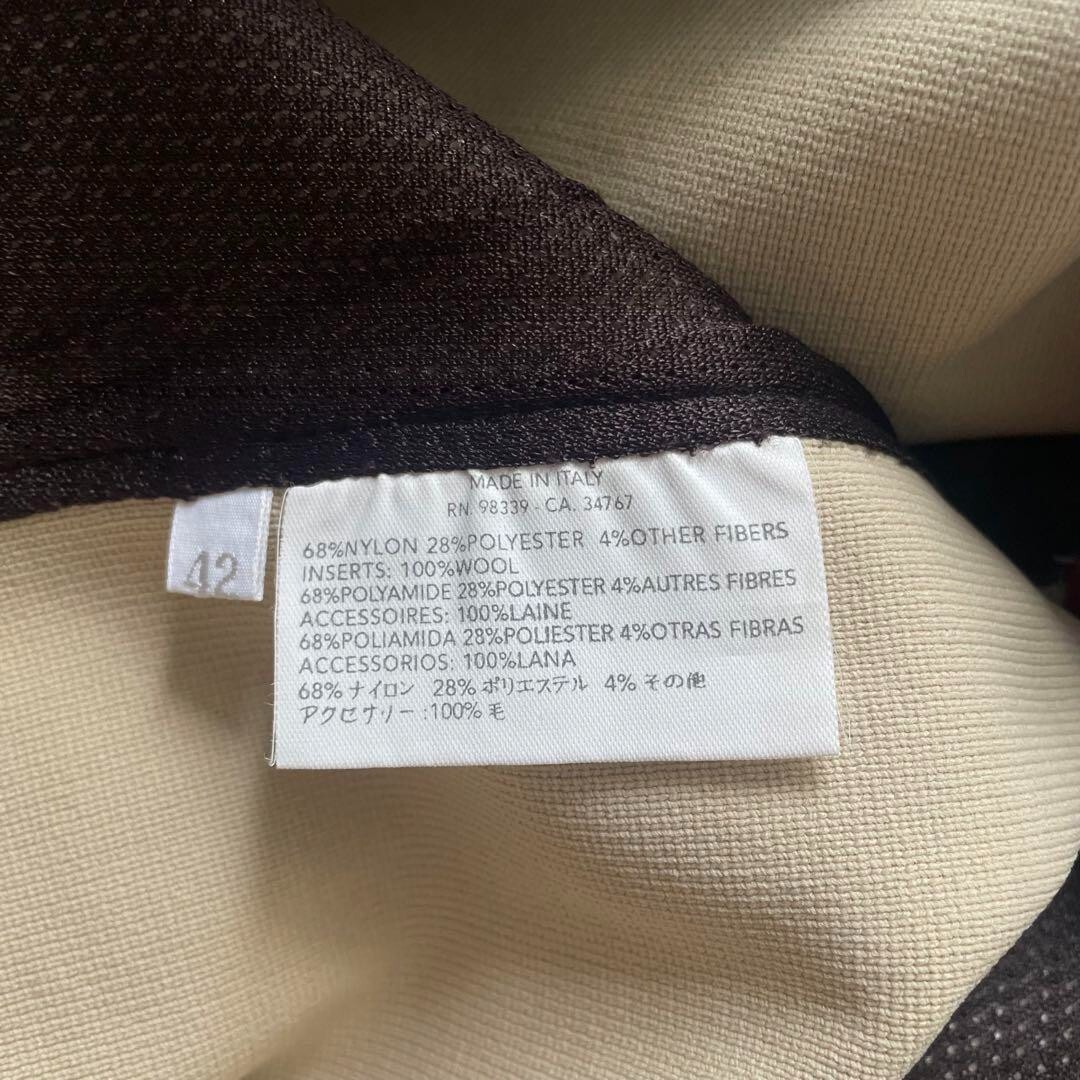 MADE IN ITALY
RN. 98339 - CA. 34767
68%NYLON 28%POLYESTER 4%OTHER FIBERS
INSERTS: 100%WOOL
68%POLYAMIDE 28%POLYESTER 4%AUTRES FIBRES
ACCESSOIRES: 100%LAINE
68%POLIAMIDA 28%POLIESTER 4%OTRAS FIBRAS
ACCESSORIOS: 100%LANA
68% ナイロン 28% ポリエステル 4% その他
アクセサリー :100% 毛
42